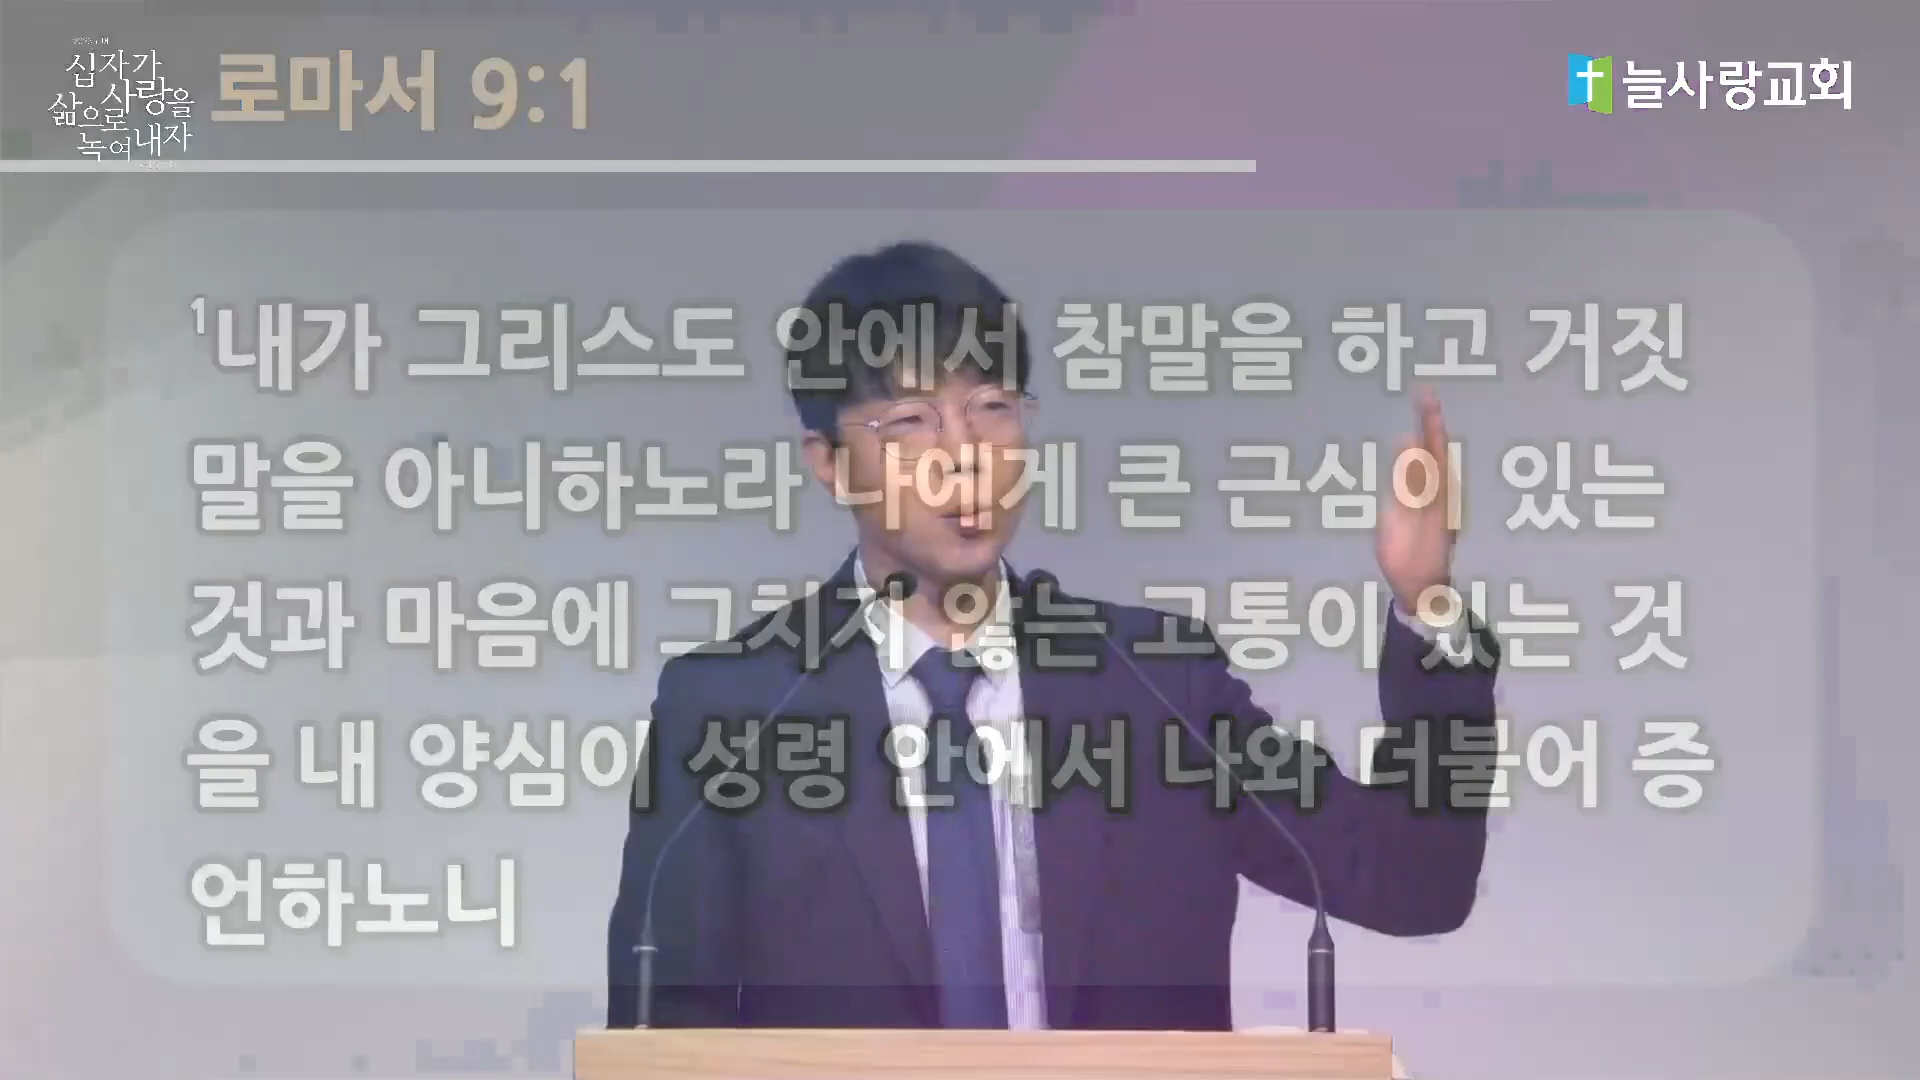 십자가
사랑을
삶으로
녹여내자
로마서 9:1
늘사랑교회
1내가 그리스도 안에서 참말을 하고 거짓
말을 아니하노라 나에게 큰 근심이 있는
것과 마음에 그치지 않는 고통이 있는 것
을 내 양심이 성령 안에서 나와 더불어 증
언하노니